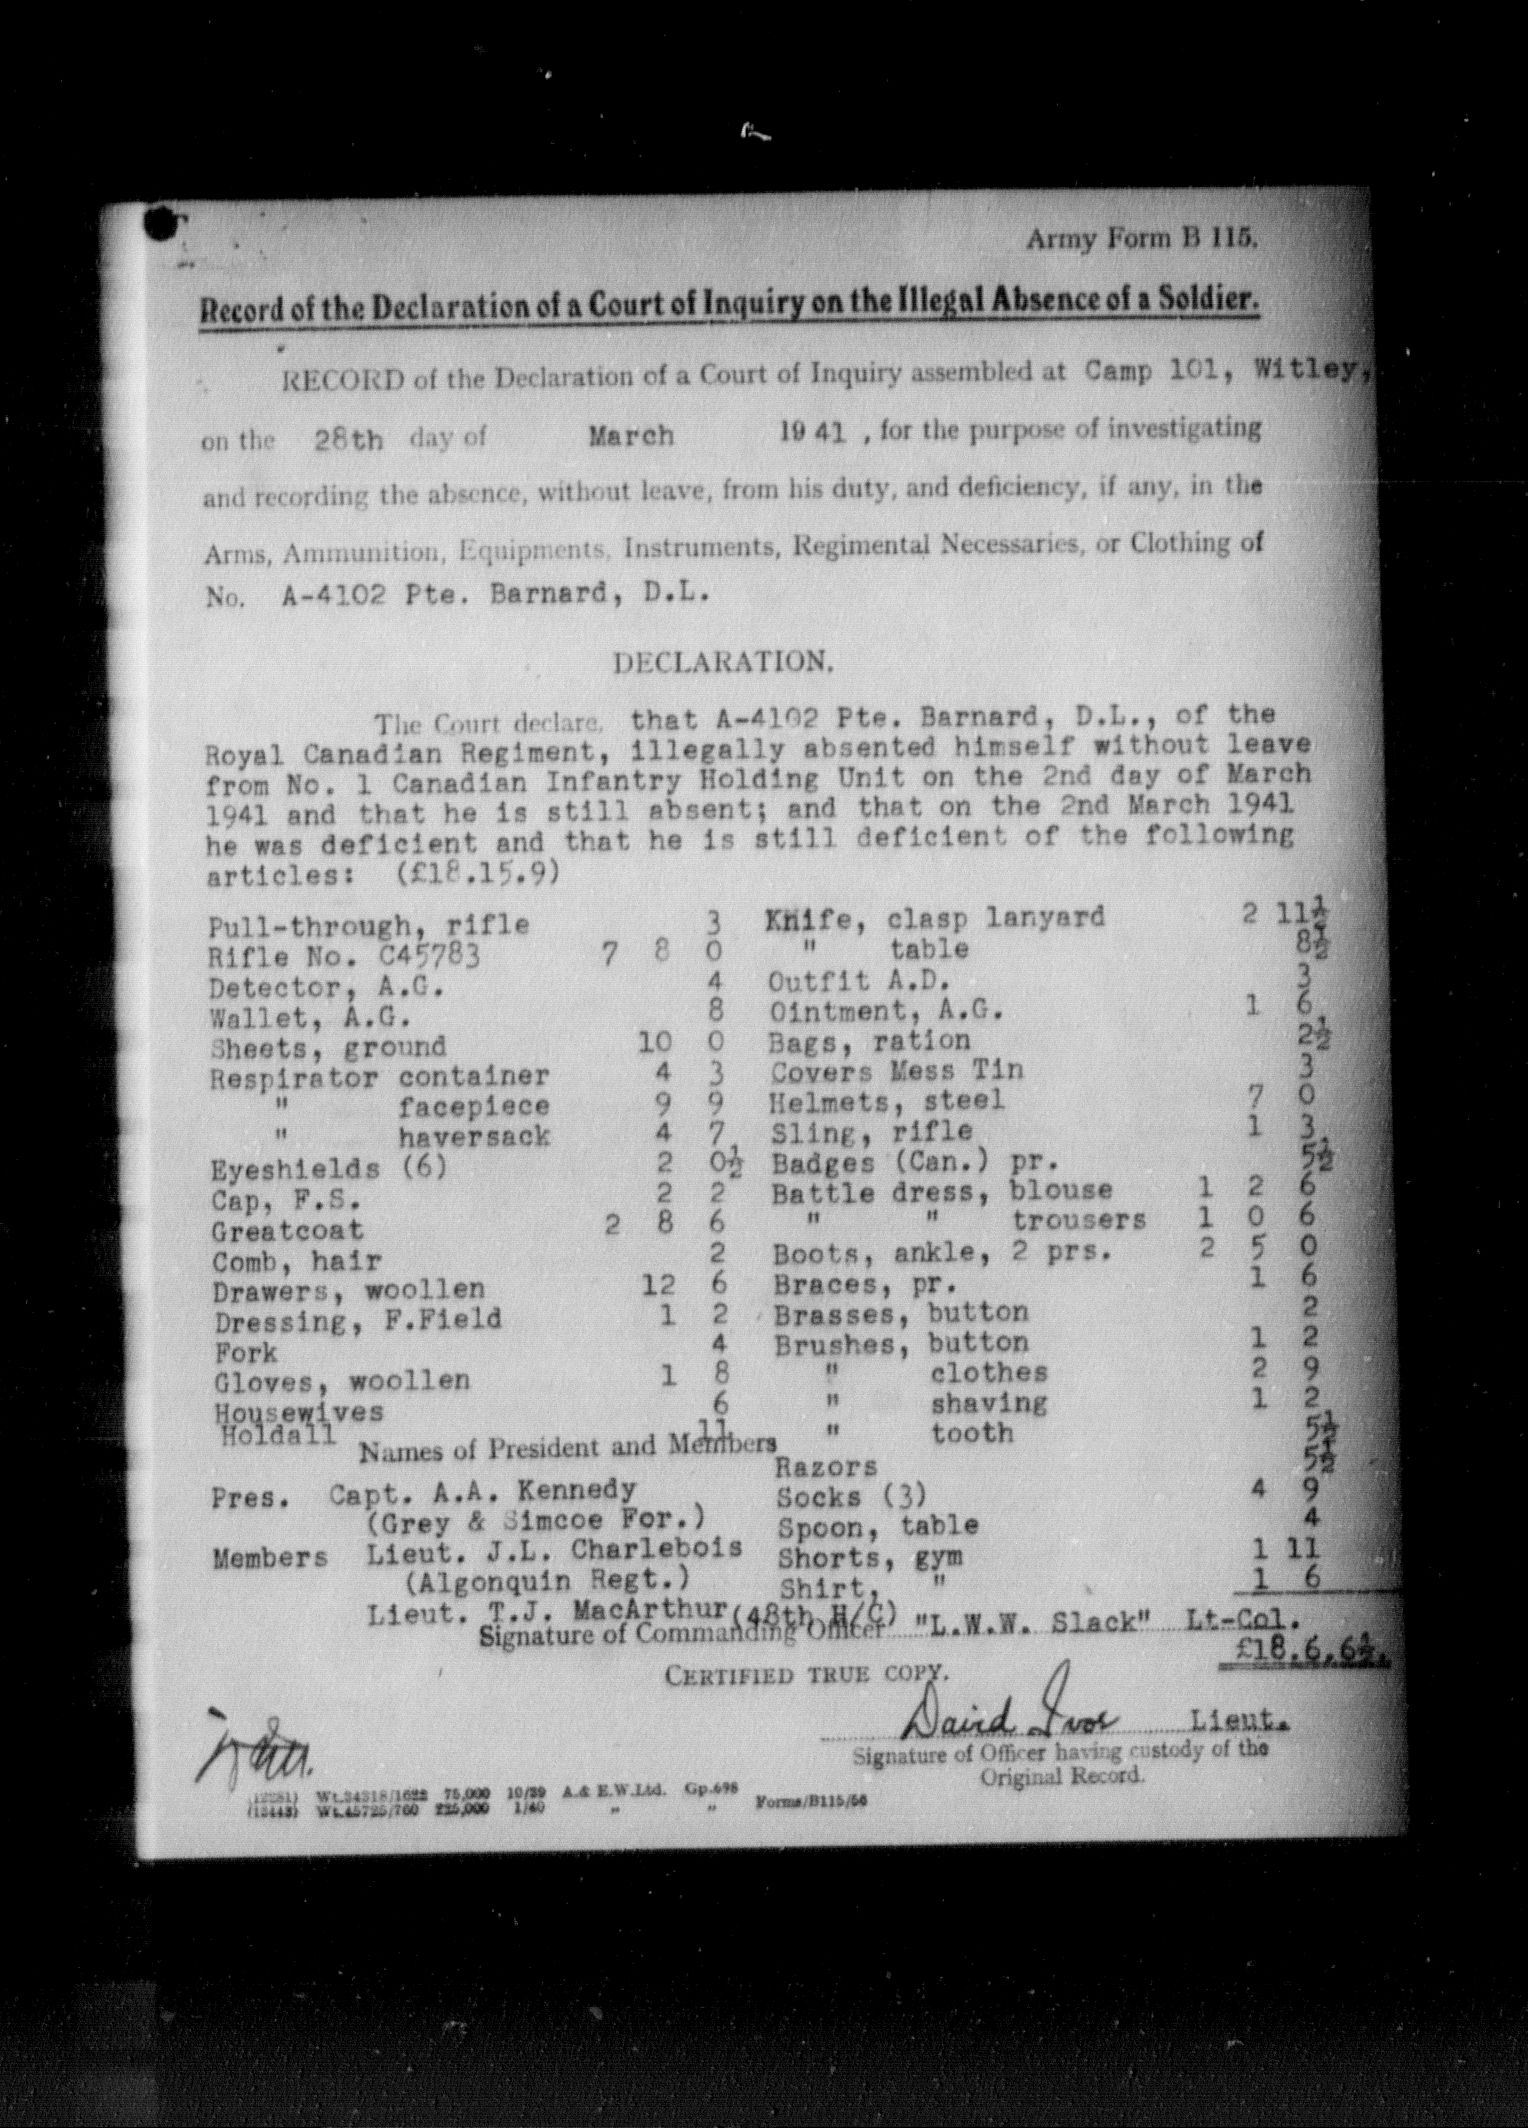 Army Form B 115.
Record of the Declaration of a Court of Inquiry on the Illegal Absence of a Soldier.
RECORD of the Declaration of a Court of Inquiry assembled at Camp 101, Witley,
on the 28th day of March 19 41 , for the purpose of investigating
and recording the absence, without leave, from his duty, and deficiency, if any, in the
Arms, Ammunition, Equipments, Instruments, Regimental Necessaries, or Clothing of
No. A-4102 Pte. Barnard, D.L.
DECLARATION.
The Court declare, that A-4102 Pte. Barnard, D.L., of the
Royal Canadian Regiment, illegally absented himself without leave
from No. 1 Canadian Infantry Holding Unit on the 2nd day of March
1941 and that he is still absent; and that on the 2nd March 1941
he was deficient and that he is still deficient of the following
articles: (£18.15.9)
Pull-through, rifle 3 Knife, clasp lanyard 2 11½
Rifle No. C45783 7 8 0 " table 8½
Detector, A.G. 4 Outfit A.D. 3
Wallet, A.G. 8 Ointment, A.G. 1 6
Sheets, ground 10 0 Bags, ration 2½
Respirator container 4 3 Covers Mess Tin 3
" facepiece 9 9 Helmets, steel 7 0
" haversack 4 7 Sling, rifle 1 3
Eyeshields (6) 2 0½ Badges (Can.) pr. 5½
Cap, F.S. 2 2 Battle dress, blouse 1 2 6
Greatcoat 2 8 6 " " trousers 1 0 6
Comb, hair 2 Boots, ankle, 2 prs. 2 5 0
Drawers, woollen 12 6 Braces, pr. 1 6
Dressing, F.Field 1 2 Brasses, button 2
Fork 4 Brushes, button 1 2
Gloves, woollen 1 8 " clothes 2 9
Housewives 6 " shaving 1 2
Holdall 11 " tooth 5½
Names of President and Members
Razors 5½
Pres. Capt. A.A. Kennedy Socks (3) 4 9
(Grey & Simcoe For.) Spoon, table 4
Members Lieut. J.L. Charlebois Shorts, gym 1 11
(Algonquin Regt.) Shirt, " 1 6
Lieut. T.J. MacArthur (48th H/C)
Signature of Commanding Officer "L.W.W. Slack" Lt-Col.
£18.6.6½.
CERTIFIED TRUE COPY.
David Ivor Lieut.
Signature of Officer having custody of the
Original Record.
Wt.34318/1622 75,000 10/39 A.& E.W.Ltd. Gp.698
(13443) Wt.45725/760 225,000 1/40 " " Forms/B115/56